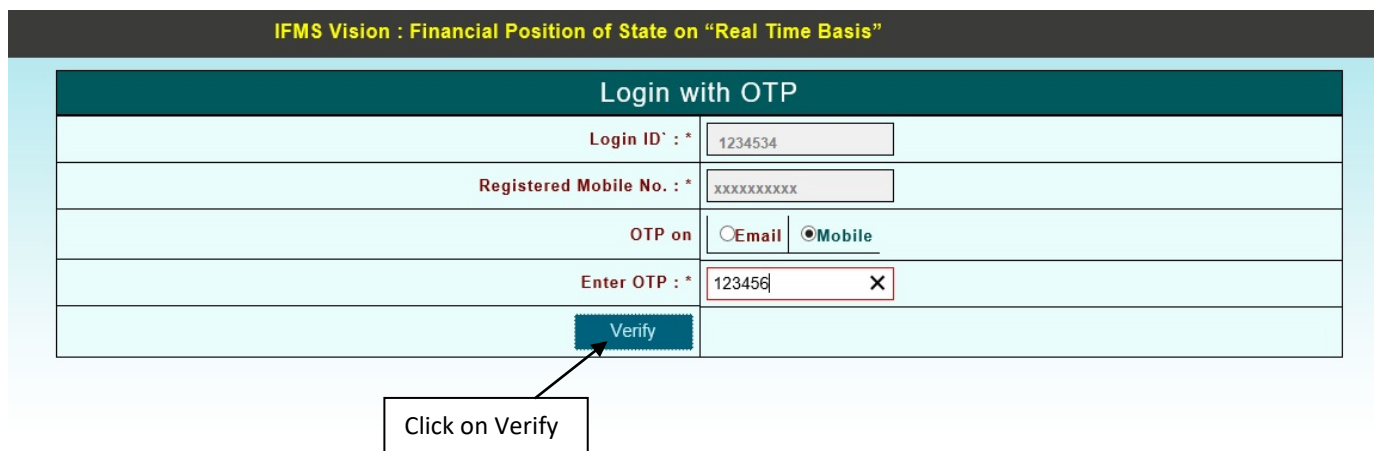 IFMS Vision : Financial Position of State on “Real Time Basis”
Login with OTP
Login ID` : * 1234534
Registered Mobile No. : * xxxxxxxxxx
OTP on Email Mobile
Enter OTP : * 123456 ✕
Verify
Click on Verify